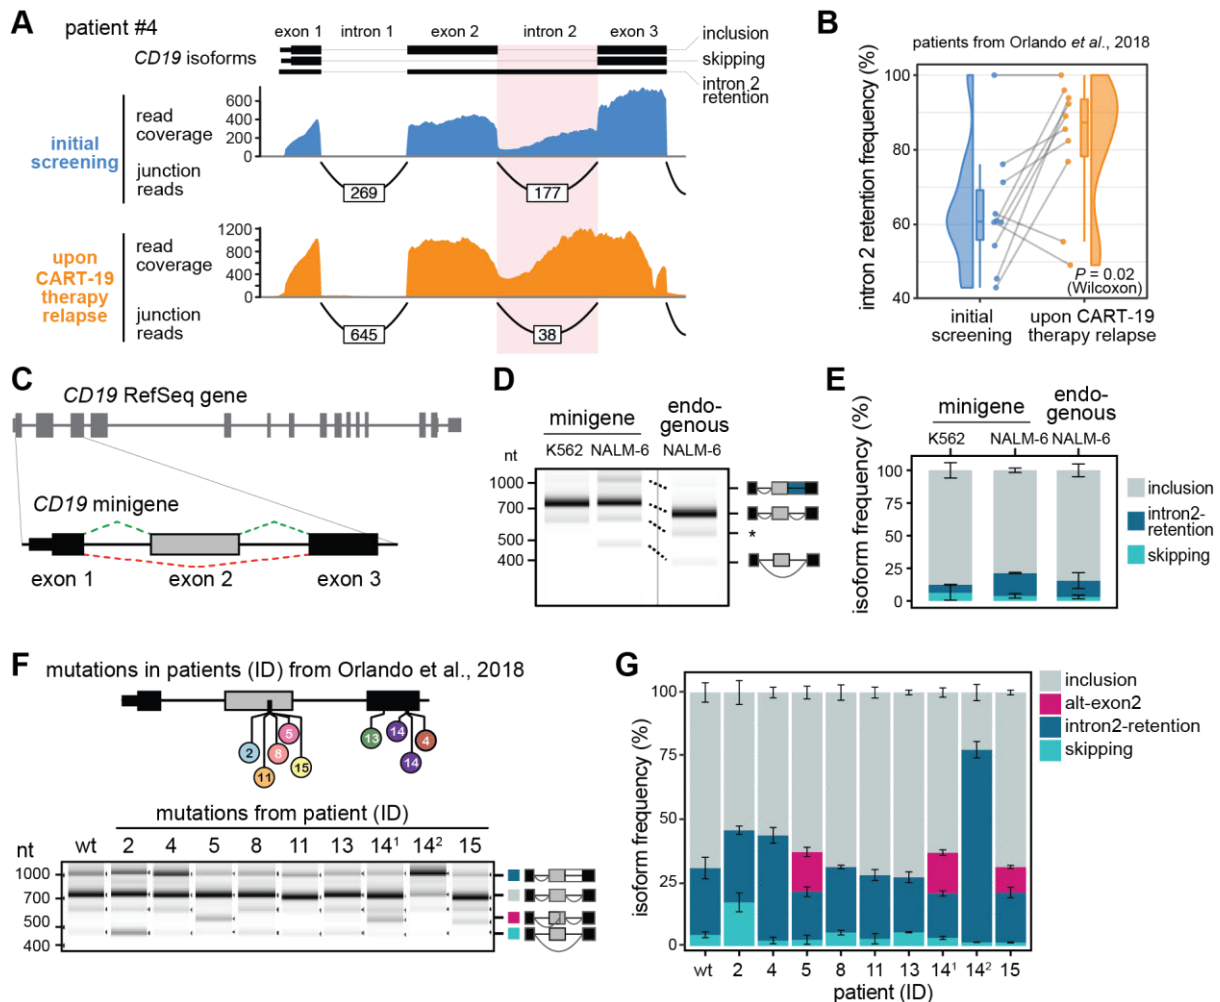 A
patient #4
exon 1 intron 1 exon 2 intron 2 exon 3
CD19 isoforms
inclusion
skipping
intron 2
retention
initial
screening
read
coverage
600
400
200
0
junction
reads
269
177
upon
CART-19
therapy
relapse
read
coverage
1200
800
400
0
junction
reads
645
38
B
patients from Orlando et al., 2018
intron 2 retention frequency (%)
100
80
60
40
P = 0.02
(Wilcoxon)
initial
screening
upon CART-19
therapy relapse
C
CD19 RefSeq gene
CD19 minigene
exon 1
exon 2
exon 3
D
minigene
endo-
genous
nt
K562 NALM-6 NALM-6
1000
700
500
400
*
E
isoform frequency (%)
minigene
endo-
genous
K562 NALM-6 NALM-6
100
75
50
25
0
inclusion
intron2-
retention
skipping
F
mutations in patients (ID) from Orlando et al., 2018
2
11
8
5
15
13
14
14
4
mutations from patient (ID)
nt
wt 2 4 5 8 11 13 14¹ 14² 15
1000
700
500
400
G
isoform frequency (%)
100
75
50
25
0
wt 2 4 5 8 11 13 14¹ 14² 15
patient (ID)
inclusion
alt-exon2
intron2-retention
skipping